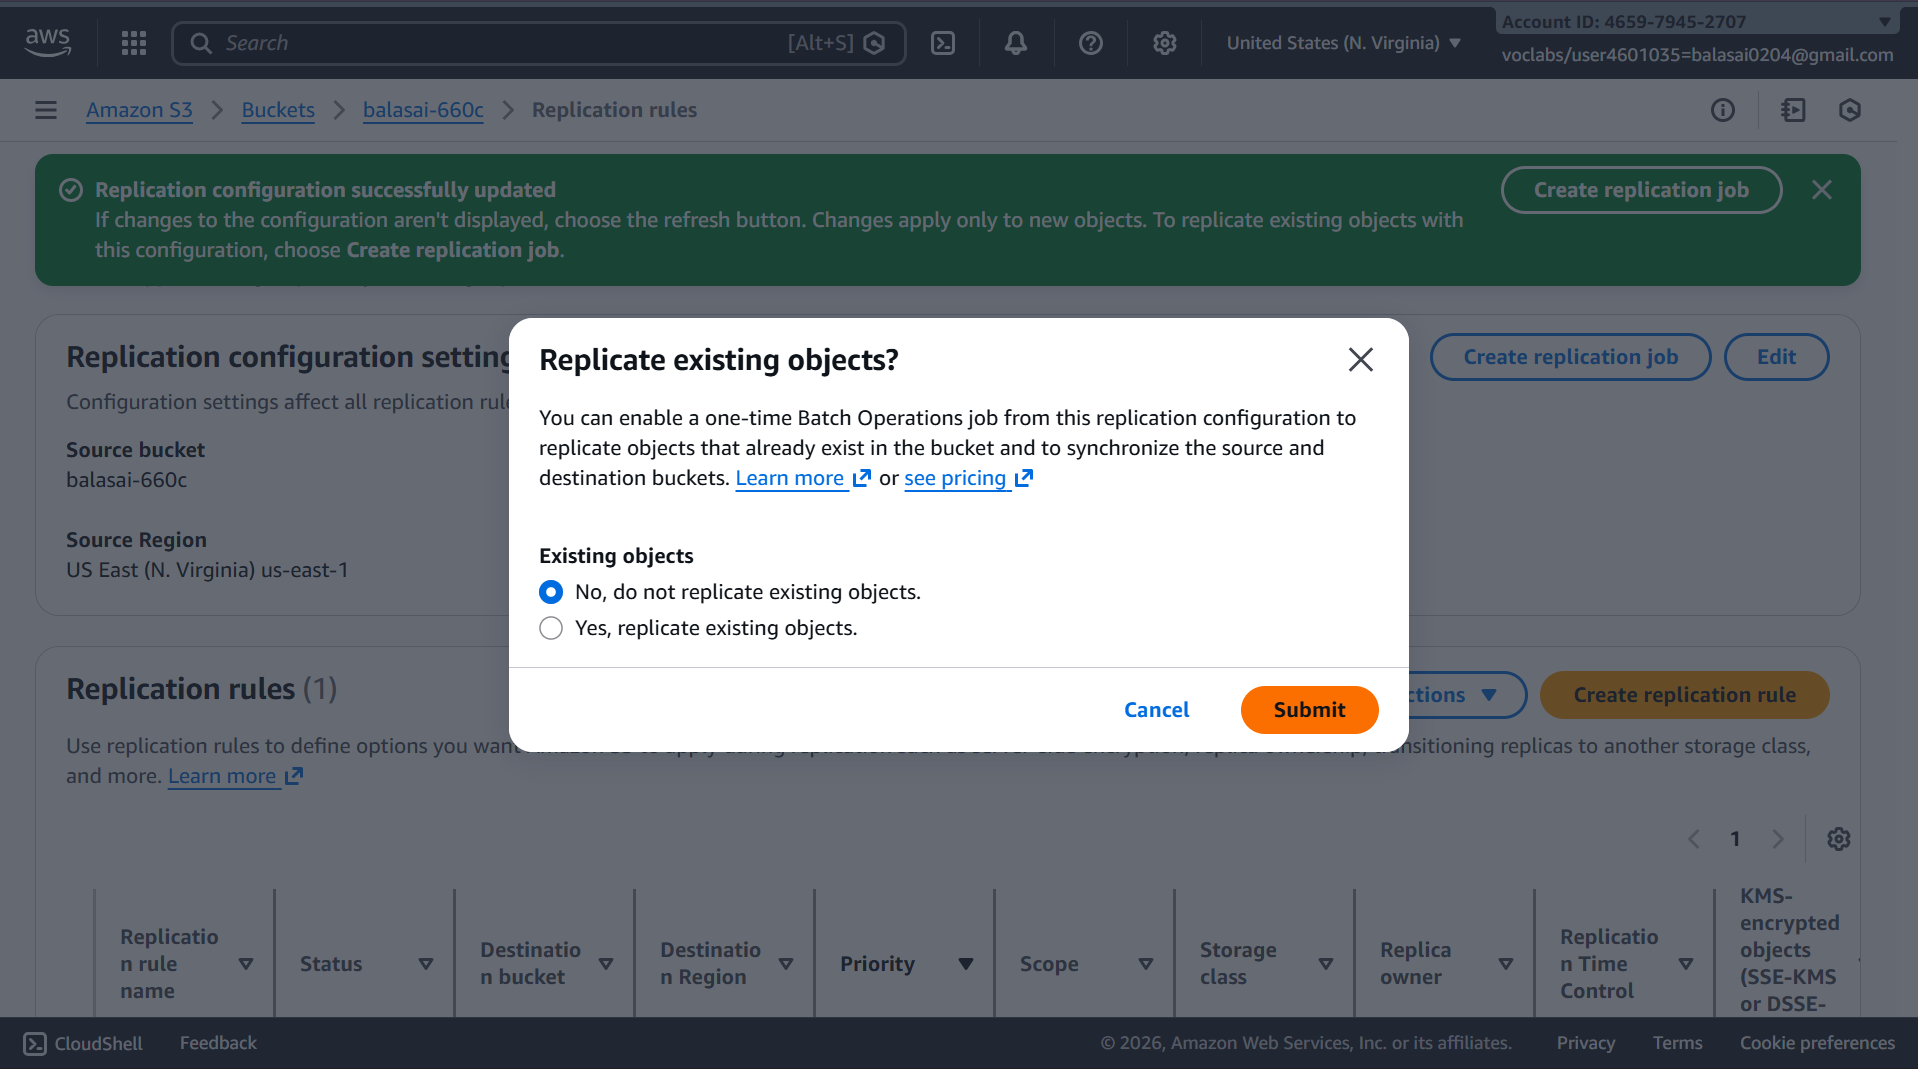 aws
Search
[Alt+S]
United States (N. Virginia)
Account ID: 4659-7945-2707
voclabs/user4601035=balasai0204@gmail.com
Amazon S3
Buckets
balasai-660c
Replication rules
Replication configuration successfully updated
If changes to the configuration aren't displayed, choose the refresh button. Changes apply only to new objects. To replicate existing objects with
this configuration, choose Create replication job.
Create replication job
Replication configuration setting
Configuration settings affect all replication rul
Create replication job
Edit
Source bucket
balasai-660c
Source Region
US East (N. Virginia) us-east-1
Replicate existing objects?
You can enable a one-time Batch Operations job from this replication configuration to
replicate objects that already exist in the bucket and to synchronize the source and
destination buckets. Learn more or see pricing
Existing objects
No, do not replicate existing objects.
Yes, replicate existing objects.
Cancel
Submit
Replication rules (1)
ctions
Create replication rule
Use replication rules to define options you want
transitioning replicas to another storage class,
and more. Learn more
1
Replicatio
n rule
name
Status
Destinatio
n bucket
Destinatio
n Region
Priority
Scope
Storage
class
Replica
owner
Replicatio
n Time
Control
KMS-
encrypted
objects
(SSE-KMS
or DSSE-
CloudShell
Feedback
© 2026, Amazon Web Services, Inc. or its affiliates.
Privacy
Terms
Cookie preferences